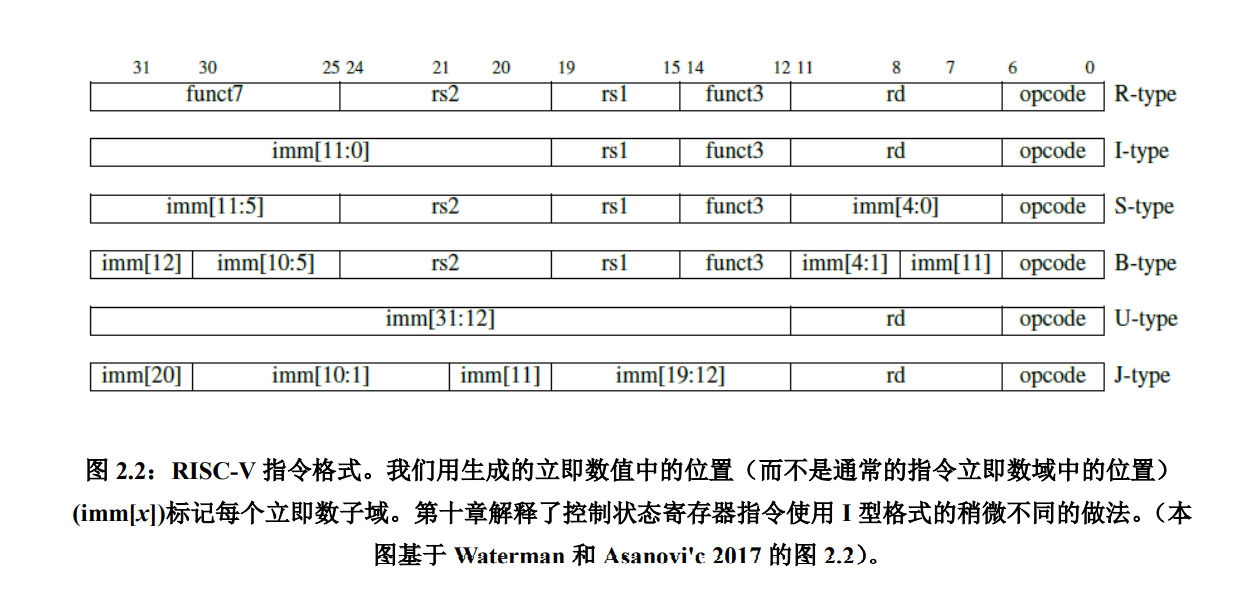 31 30 25 24 21 20 19 15 14 12 11 8 7 6 0
funct7 rs2 rs1 funct3 rd opcode R-type
imm[11:0] rs1 funct3 rd opcode I-type
imm[11:5] rs2 rs1 funct3 imm[4:0] opcode S-type
imm[12] imm[10:5] rs2 rs1 funct3 imm[4:1] imm[11] opcode B-type
imm[31:12] rd opcode U-type
imm[20] imm[10:1] imm[11] imm[19:12] rd opcode J-type
图 2.2：RISC-V 指令格式。我们用生成的立即数值中的位置（而不是通常的指令立即数域中的位置）
(imm[x])标记每个立即数子域。第十章解释了控制状态寄存器指令使用 I 型格式的稍微不同的做法。（本
图基于 Waterman 和 Asanovi'c 2017 的图 2.2）。